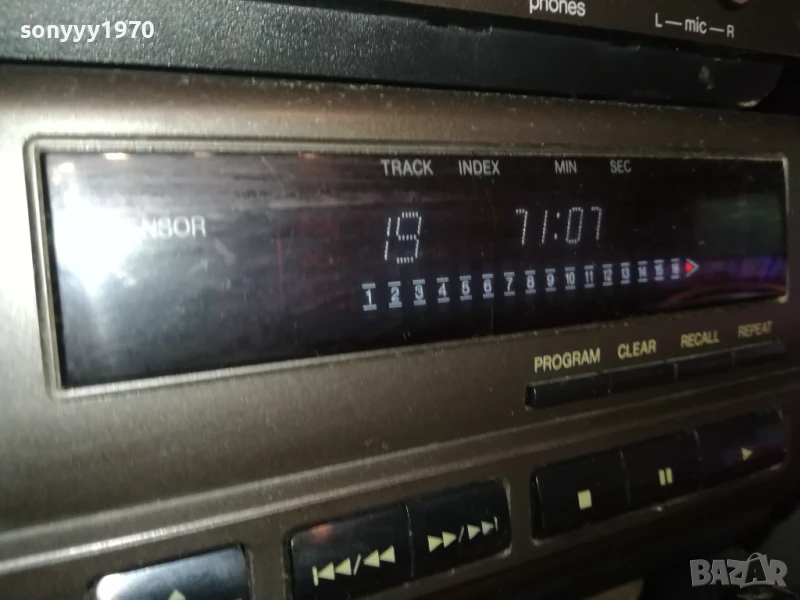 sonyyy1970
phones
L—mic—R
TRACK INDEX MIN SEC
19 71:07
1 2 3 4 5 6 7 8 9 10 11 12 13 14 15 16
PROGRAM CLEAR RECALL REPEAT
BAZAR